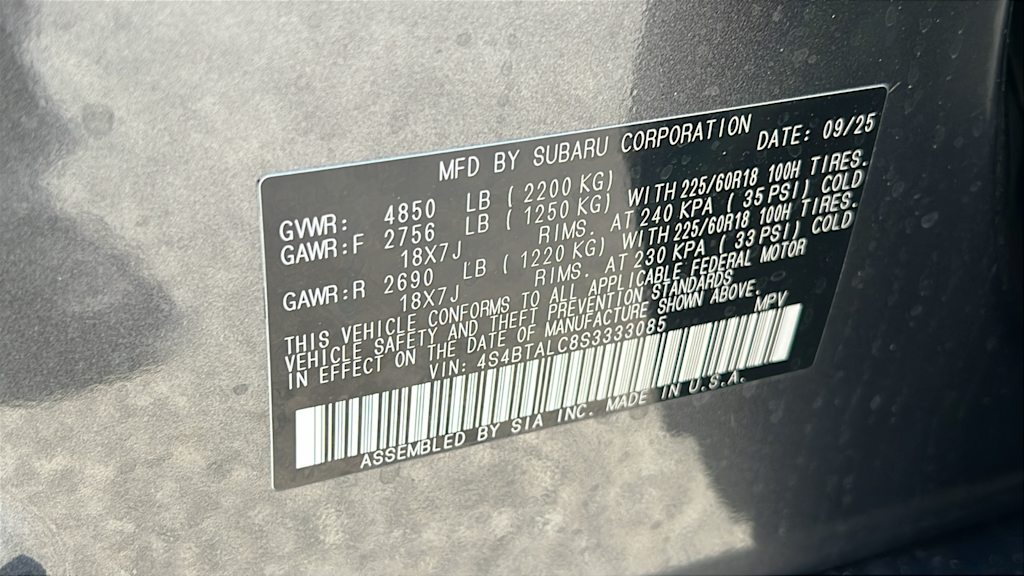 MFD BY SUBARU CORPORATION DATE: 09/25
GVWR: 4850 LB ( 2200 KG)
GAWR:F 2756 LB ( 1250 KG) WITH 225/60R18 100H TIRES.
18X7J RIMS. AT 240 KPA ( 35 PSI) COLD
GAWR:R 2690 LB ( 1220 KG) WITH 225/60R18 100H TIRES.
18X7J RIMS. AT 230 KPA ( 33 PSI) COLD
THIS VEHICLE CONFORMS TO ALL APPLICABLE FEDERAL MOTOR
VEHICLE SAFETY AND THEFT PREVENTION STANDARDS
IN EFFECT ON THE DATE OF MANUFACTURE SHOWN ABOVE.
VIN: 4S4BTALC8S3333085 MPV
ASSEMBLED BY SIA INC. MADE IN U.S.A.